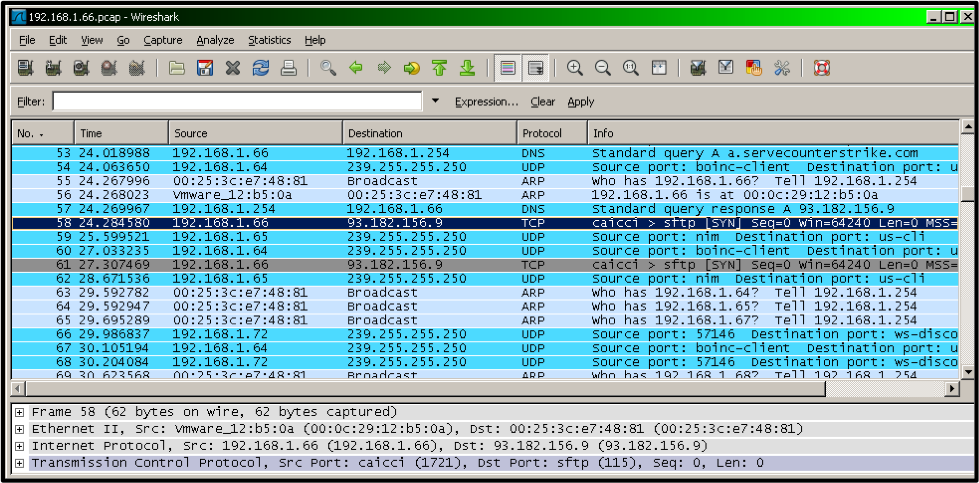 192.168.1.66.pcap - Wireshark
File Edit View Go Capture Analyze Statistics Help
Filter: Expression... Clear Apply
No. - Time Source Destination Protocol Info
53 24.018988 192.168.1.66 192.168.1.254 DNS Standard query A a.servecounterstrike.com
54 24.063650 192.168.1.64 239.255.255.250 UDP Source port: boinc-client Destination port: u
55 24.267996 00:25:3c:e7:48:81 Broadcast ARP Who has 192.168.1.66? Tell 192.168.1.254
56 24.268023 Vmware_12:b5:0a 00:25:3c:e7:48:81 ARP 192.168.1.66 is at 00:0c:29:12:b5:0a
57 24.269967 192.168.1.254 192.168.1.66 DNS Standard query response A 93.182.156.9
58 24.284580 192.168.1.66 93.182.156.9 TCP caicci > sftp [SYN] Seq=0 Win=64240 Len=0 MSS=
59 25.599521 192.168.1.65 239.255.255.250 UDP Source port: nim Destination port: us-cli
60 27.033235 192.168.1.64 239.255.255.250 UDP Source port: boinc-client Destination port: u
61 27.307469 192.168.1.66 93.182.156.9 TCP caicci > sftp [SYN] Seq=0 Win=64240 Len=0 MSS=
62 28.671536 192.168.1.65 239.255.255.250 UDP Source port: nim Destination port: us-cli
63 29.592782 00:25:3c:e7:48:81 Broadcast ARP Who has 192.168.1.64? Tell 192.168.1.254
64 29.592947 00:25:3c:e7:48:81 Broadcast ARP Who has 192.168.1.65? Tell 192.168.1.254
65 29.695289 00:25:3c:e7:48:81 Broadcast ARP Who has 192.168.1.67? Tell 192.168.1.254
66 29.986837 192.168.1.72 239.255.255.250 UDP Source port: 57146 Destination port: ws-disco
67 30.105194 192.168.1.64 239.255.255.250 UDP Source port: boinc-client Destination port: u
68 30.204084 192.168.1.72 239.255.255.250 UDP Source port: 57146 Destination port: ws-disco
69 30.623568 00:25:3c:e7:48:81 Broadcast ARP Who has 192.168.1.68? Tell 192.168.1.254
Frame 58 (62 bytes on wire, 62 bytes captured)
Ethernet II, Src: Vmware_12:b5:0a (00:0c:29:12:b5:0a), Dst: 00:25:3c:e7:48:81 (00:25:3c:e7:48:81)
Internet Protocol, Src: 192.168.1.66 (192.168.1.66), Dst: 93.182.156.9 (93.182.156.9)
Transmission Control Protocol, Src Port: caicci (1721), Dst Port: sftp (115), Seq: 0, Len: 0